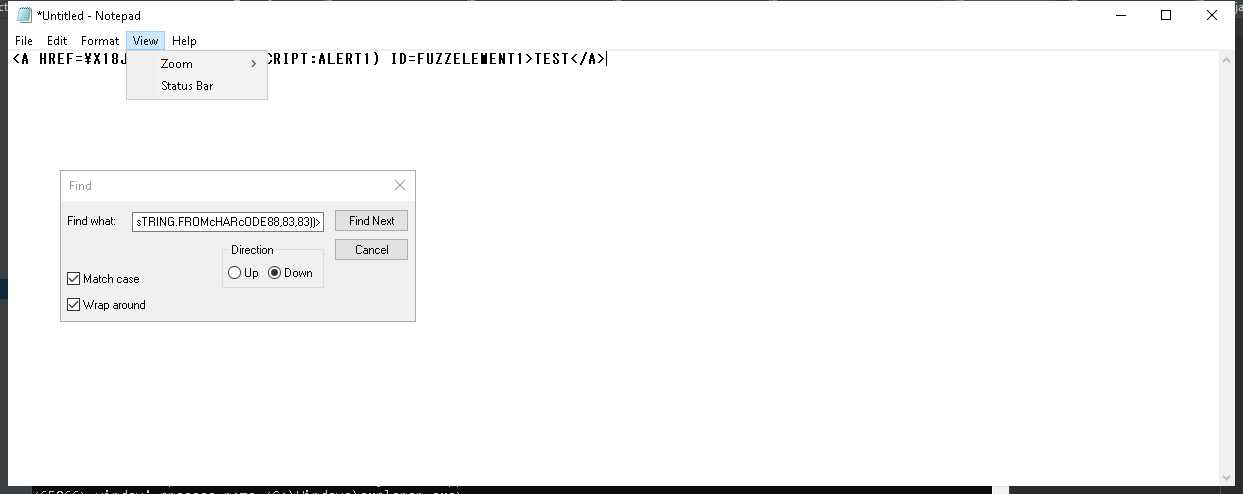 *Untitled - Notepad
File Edit Format View Help
<A HREF=¥X18J CRIPT:ALERT1) ID=FUZZELEMENT1>TEST</A>
Zoom >
Status Bar
Find
Find what: sTRING.FROMcHARcODE88,83,83))> Find Next
Direction Cancel
Up Down
Match case
Wrap around